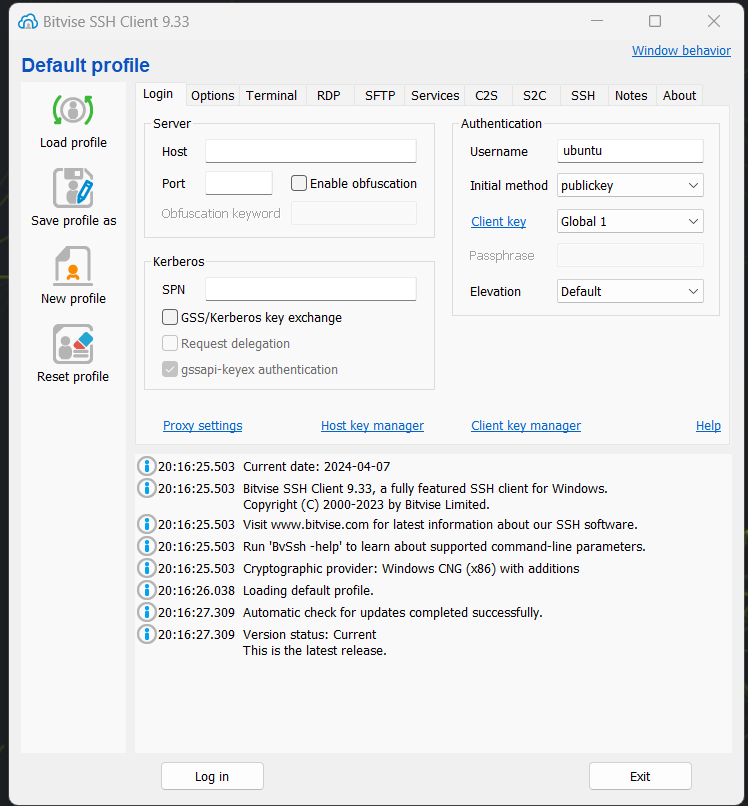 Bitvise SSH Client 9.33
Window behavior
Default profile
Load profile
Save profile as
New profile
Reset profile
Login Options Terminal RDP SFTP Services C2S S2C SSH Notes About
Server
Host
Port Enable obfuscation
Obfuscation keyword
Kerberos
SPN
GSS/Kerberos key exchange
Request delegation
gssapi-keyex authentication
Authentication
Username ubuntu
Initial method publickey
Client key Global 1
Passphrase
Elevation Default
Proxy settings Host key manager Client key manager Help
20:16:25.503 Current date: 2024-04-07
20:16:25.503 Bitvise SSH Client 9.33, a fully featured SSH client for Windows.
Copyright (C) 2000-2023 by Bitvise Limited.
20:16:25.503 Visit www.bitvise.com for latest information about our SSH software.
20:16:25.503 Run 'BvSsh -help' to learn about supported command-line parameters.
20:16:25.503 Cryptographic provider: Windows CNG (x86) with additions
20:16:26.038 Loading default profile.
20:16:27.309 Automatic check for updates completed successfully.
20:16:27.309 Version status: Current
This is the latest release.
Log in Exit